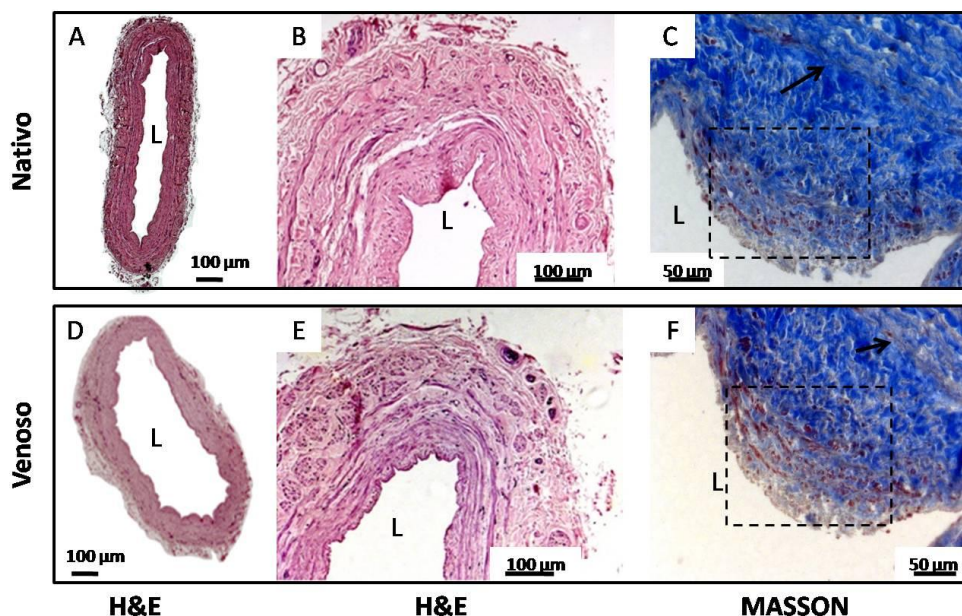 Nativo
A
L
100 µm
B
L
100 µm
C
L
50 µm
Venoso
D
L
100 µm
E
L
100 µm
F
L
50 µm
H&E
H&E
MASSON